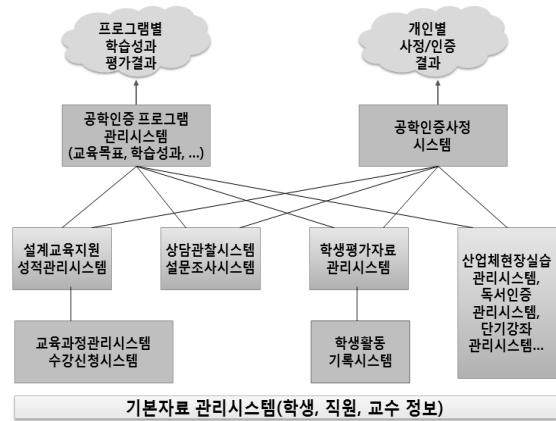 프로그램별
학습성과
평가결과
개인별
사정/인증
결과
공학인증 프로그램
관리시스템
(교육목표, 학습성과, ...)
공학인증사정
시스템
설계교육지원
성적관리시스템
상담관찰시스템
설문조사시스템
학생평가자료
관리시스템
산업체현장실습
관리시스템,
독서인증
관리시스템,
단기강좌
관리시스템...
교육과정관리시스템
수강신청시스템
학생활동
기록시스템
기본자료 관리시스템(학생, 직원, 교수 정보)